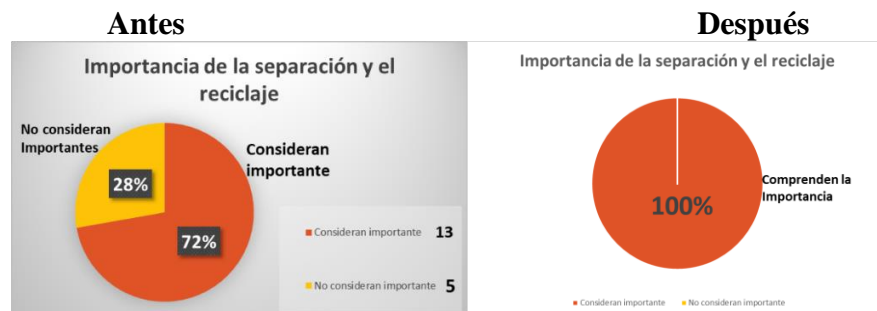 Antes
Después
Importancia de la separación y el
reciclaje
No consideran
Importantes
Consideran
importante
28%
72%
Consideran importante 13
No consideran importante 5
Importancia de la separación y el reciclaje
100%
Comprenden la
Importancia
Consideran importante
No consideran importante